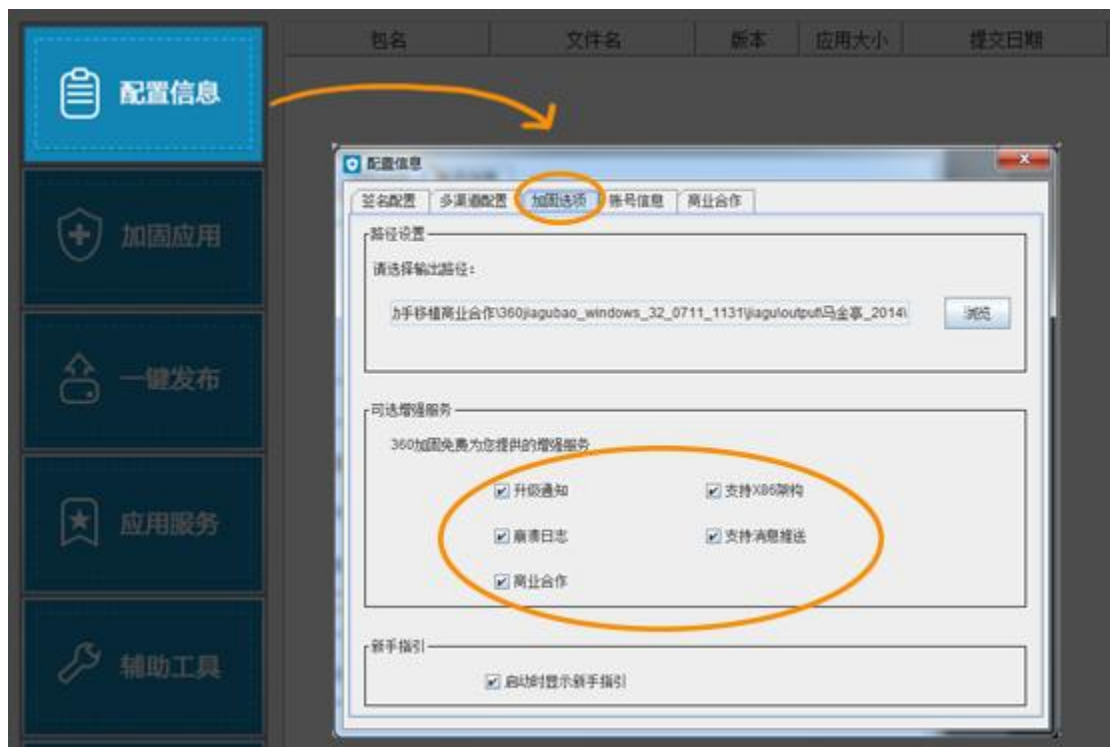 包名 文件名 版本 应用大小 提交日期
配置信息
加固应用
一键发布
应用服务
辅助工具
配置信息
签名配置 多渠道配置 加固选项 账号信息 商业合作
路径设置
请选择输出路径：
力手移植商业合作\360jiagubao_windows_32_0711_1131\jiagu\output\马金亭_2014\
浏览
可选增强服务
360加固免费为您提供的增强服务
升级通知 支持X86架构
崩溃日志 支持消息推送
商业合作
新手指引
启动时显示新手指引